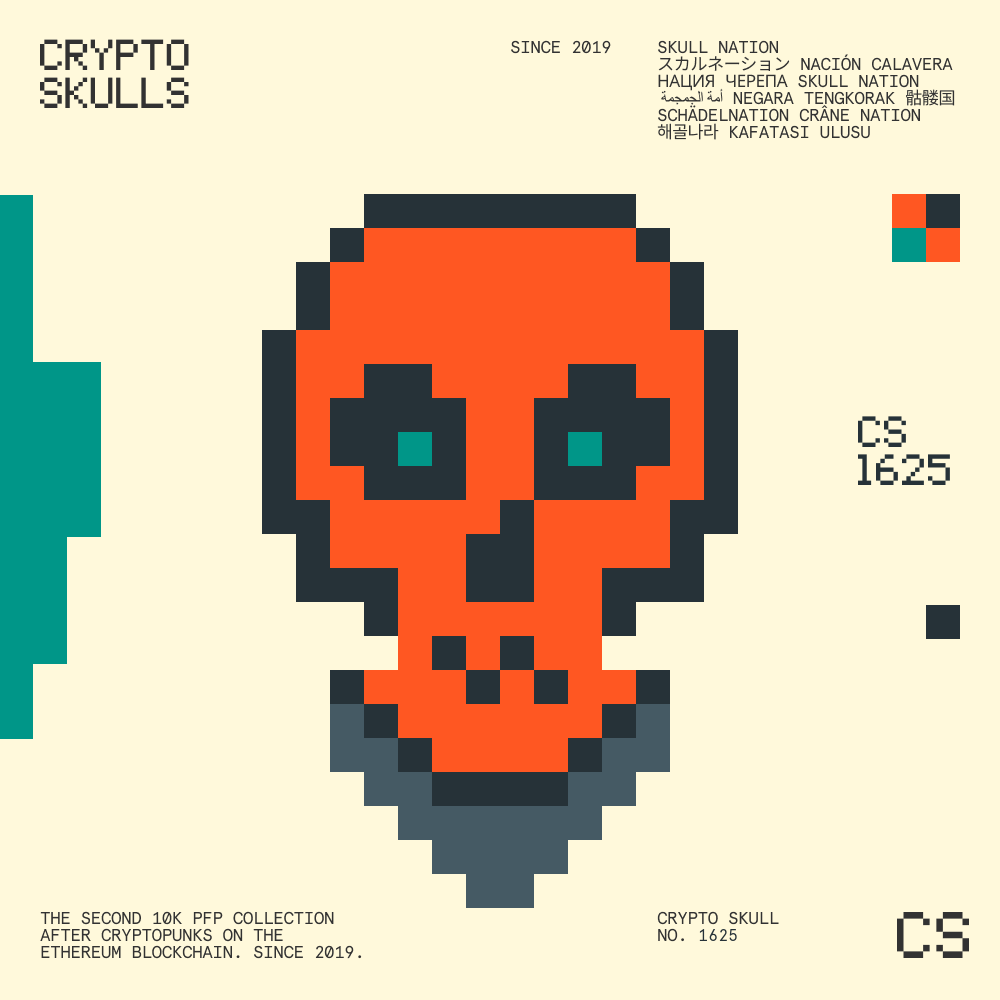 CRYPTO
SKULLS
SINCE 2019
SKULL NATION
スカルネーション NACIÓN CALAVERA
НАЦИЯ ЧЕРЕПА SKULL NATION
أمة الجمجمة NEGARA TENGKORAK 骷髅国
SCHÄDELNATION CRÂNE NATION
해골나라 KAFATASI ULUSU
CS
1625
THE SECOND 10K PFP COLLECTION
AFTER CRYPTOPUNKS ON THE
ETHEREUM BLOCKCHAIN. SINCE 2019.
CRYPTO SKULL
NO. 1625
CS